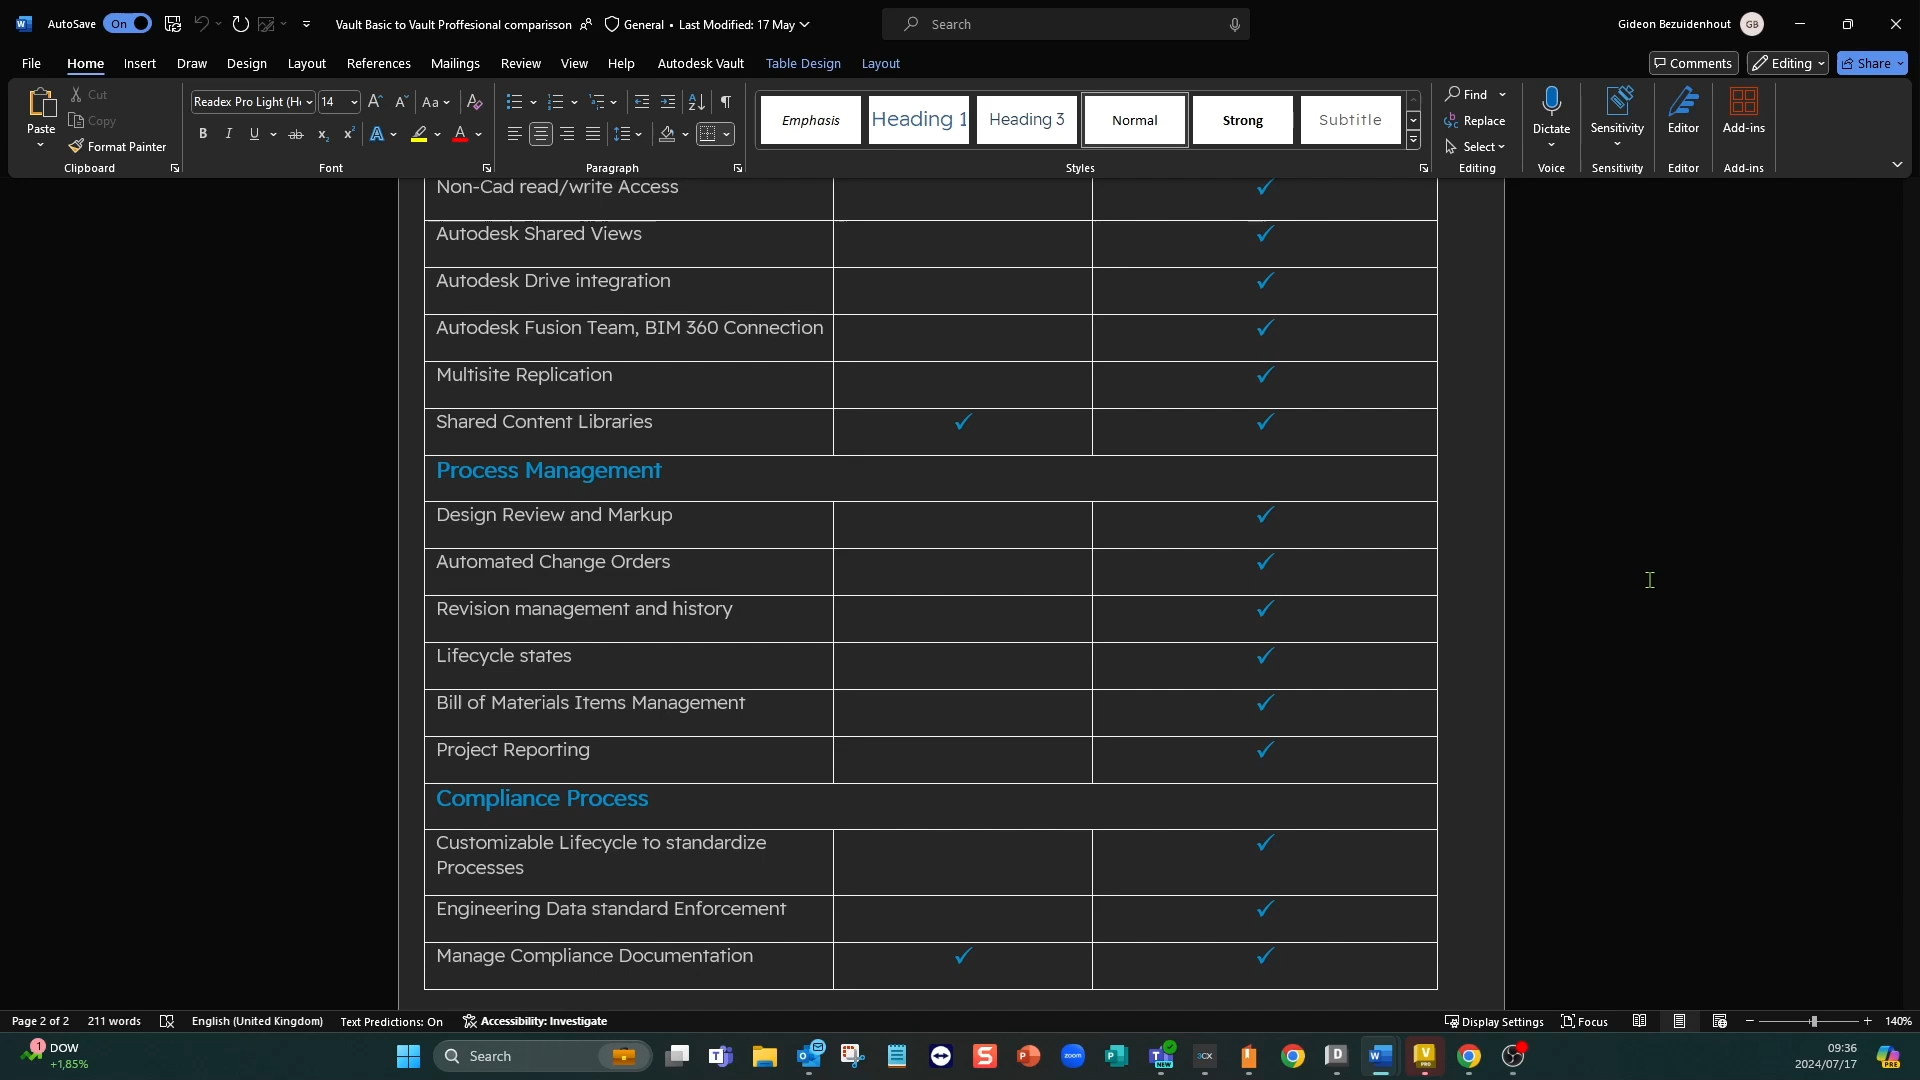 AutoSave On Vault Basic to Vault Proffesional comparisson General • Last Modified: 17 May Search Gideon Bezuidenhout GB
File Home Insert Draw Design Layout References Mailings Review View Help Autodesk Vault Table Design Layout Comments Editing Share
Paste
Cut
Copy
Format Painter
Clipboard
Readex Pro Light (H 14
Font
Paragraph
Emphasis Heading 1 Heading 3 Normal Strong Subtitle
Styles
Find
Replace
Select
Editing
Dictate
Voice
Sensitivity
Sensitivity
Editor
Editor
Add-ins
Add-ins
Non-Cad read/write Access ✓
Autodesk Shared Views ✓
Autodesk Drive integration ✓
Autodesk Fusion Team, BIM 360 Connection ✓
Multisite Replication ✓
Shared Content Libraries ✓ ✓
Process Management
Design Review and Markup ✓
Automated Change Orders ✓
Revision management and history ✓
Lifecycle states ✓
Bill of Materials Items Management ✓
Project Reporting ✓
Compliance Process
Customizable Lifecycle to standardize ✓
Processes
Engineering Data standard Enforcement ✓
Manage Compliance Documentation ✓ ✓
Page 2 of 2 211 words English (United Kingdom) Text Predictions: On Accessibility: Investigate Display Settings Focus 140%
1 DOW
+1,85%
Search
09:36
2024/07/17